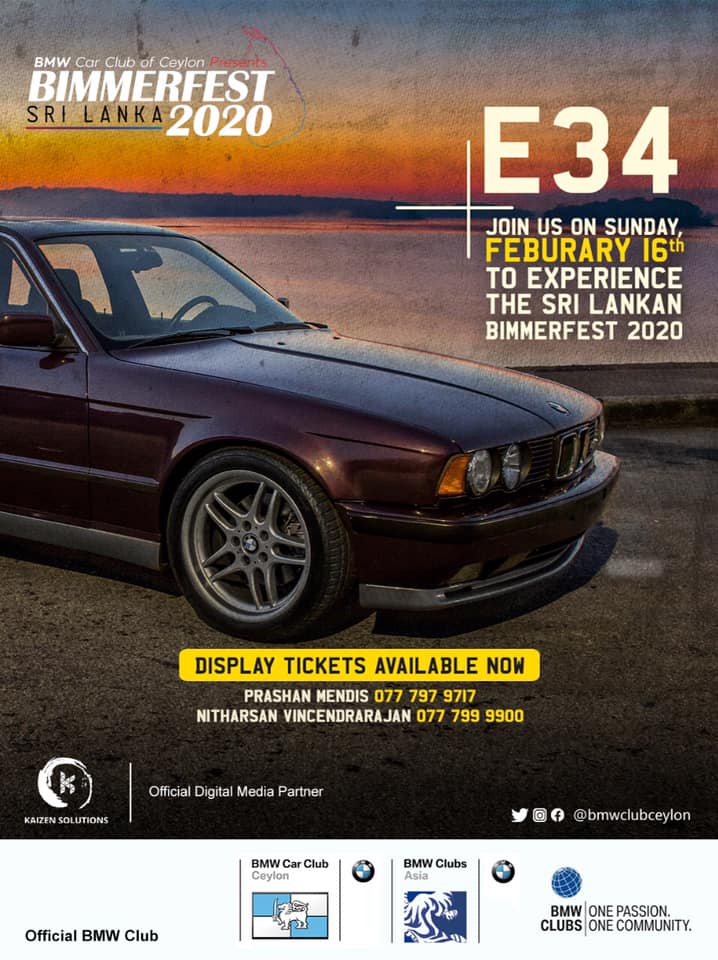 BMW Car Club of Ceylon Presents
BIMMERFEST
SRI LANKA 2020
E34
JOIN US ON SUNDAY,
FEBURARY 16th
TO EXPERIENCE
THE SRI LANKAN
BIMMERFEST 2020
DISPLAY TICKETS AVAILABLE NOW
PRASHAN MENDIS 077 797 9717
NITHARSAN VINCENDRARAJAN 077 799 9900
K
KAIZEN SOLUTIONS
Official Digital Media Partner
@bmwclubceylon
Official BMW Club
BMW Car Club
Ceylon
BMW Clubs
Asia
BMW
CLUBS
ONE PASSION.
ONE COMMUNITY.